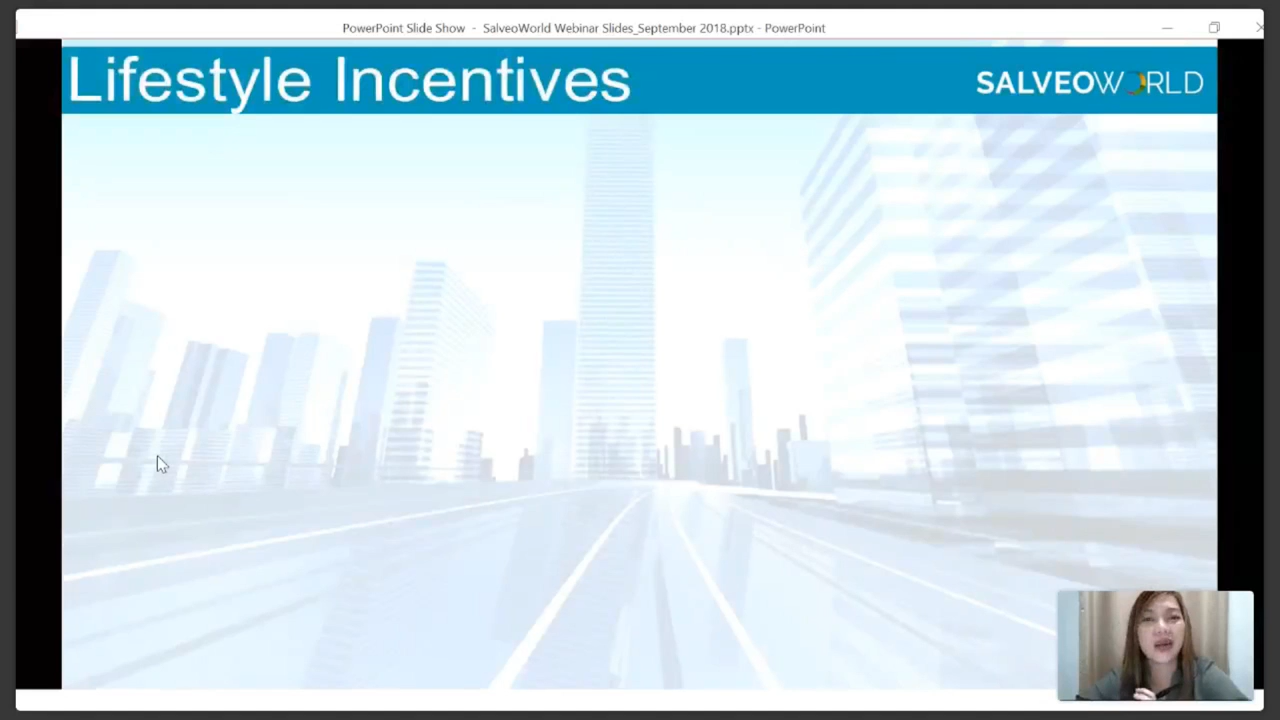 PowerPoint Slide Show - SalveoWorld Webinar Slides_September 2018.pptx - PowerPoint
Lifestyle Incentives
SALVEOWORLD